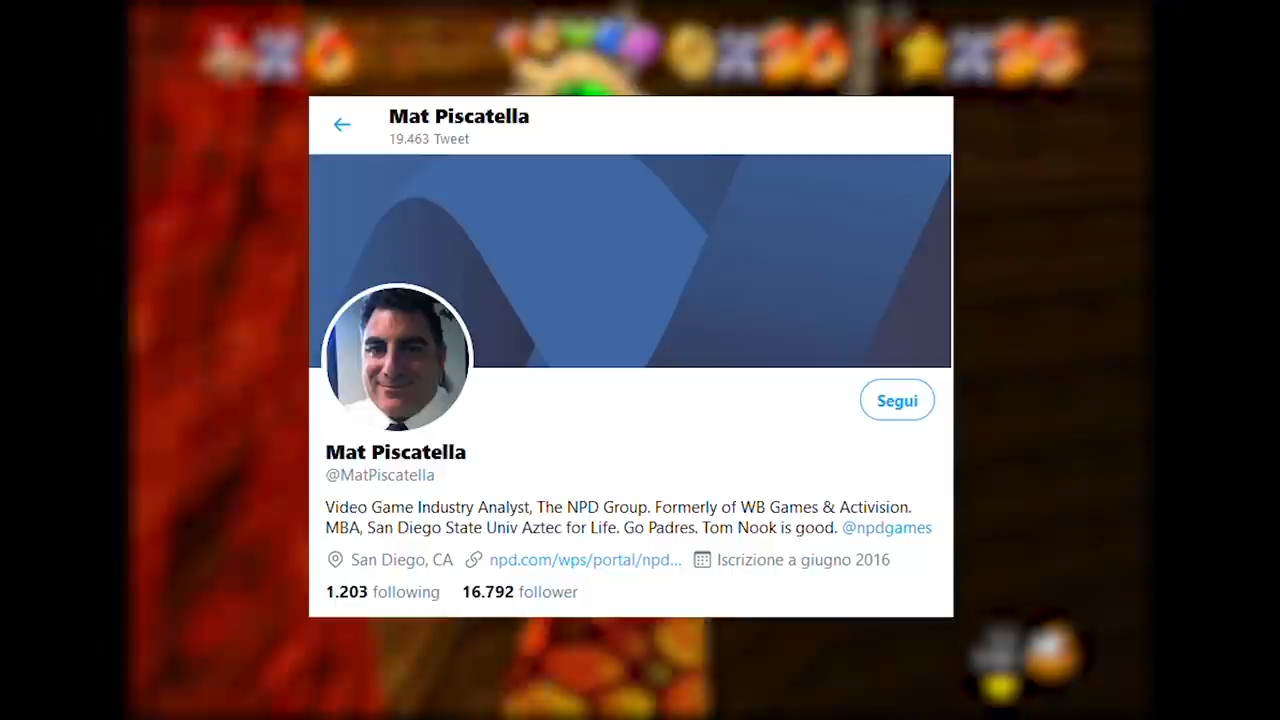 Mat Piscatella
19.463 Tweet
Segui
Mat Piscatella
@MatPiscatella
Video Game Industry Analyst, The NPD Group. Formerly of WB Games & Activision.
MBA, San Diego State Univ Aztec for Life. Go Padres. Tom Nook is good. @npdgames
San Diego, CA npd.com/wps/portal/npd... Iscrizione a giugno 2016
1.203 following 16.792 follower